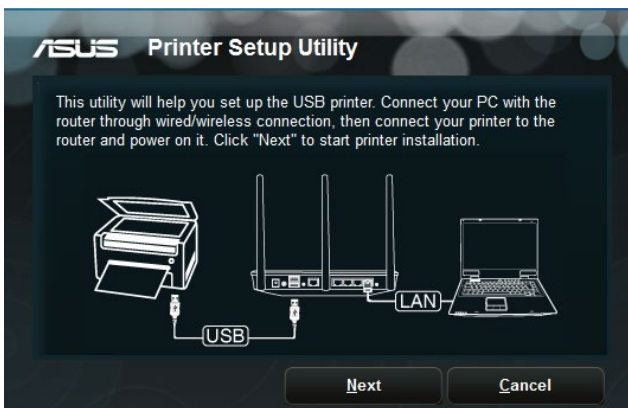 ASUS Printer Setup Utility
This utility will help you set up the USB printer. Connect your PC with the
router through wired/wireless connection, then connect your printer to the
router and power on it. Click "Next" to start printer installation.
LAN
USB
Next Cancel